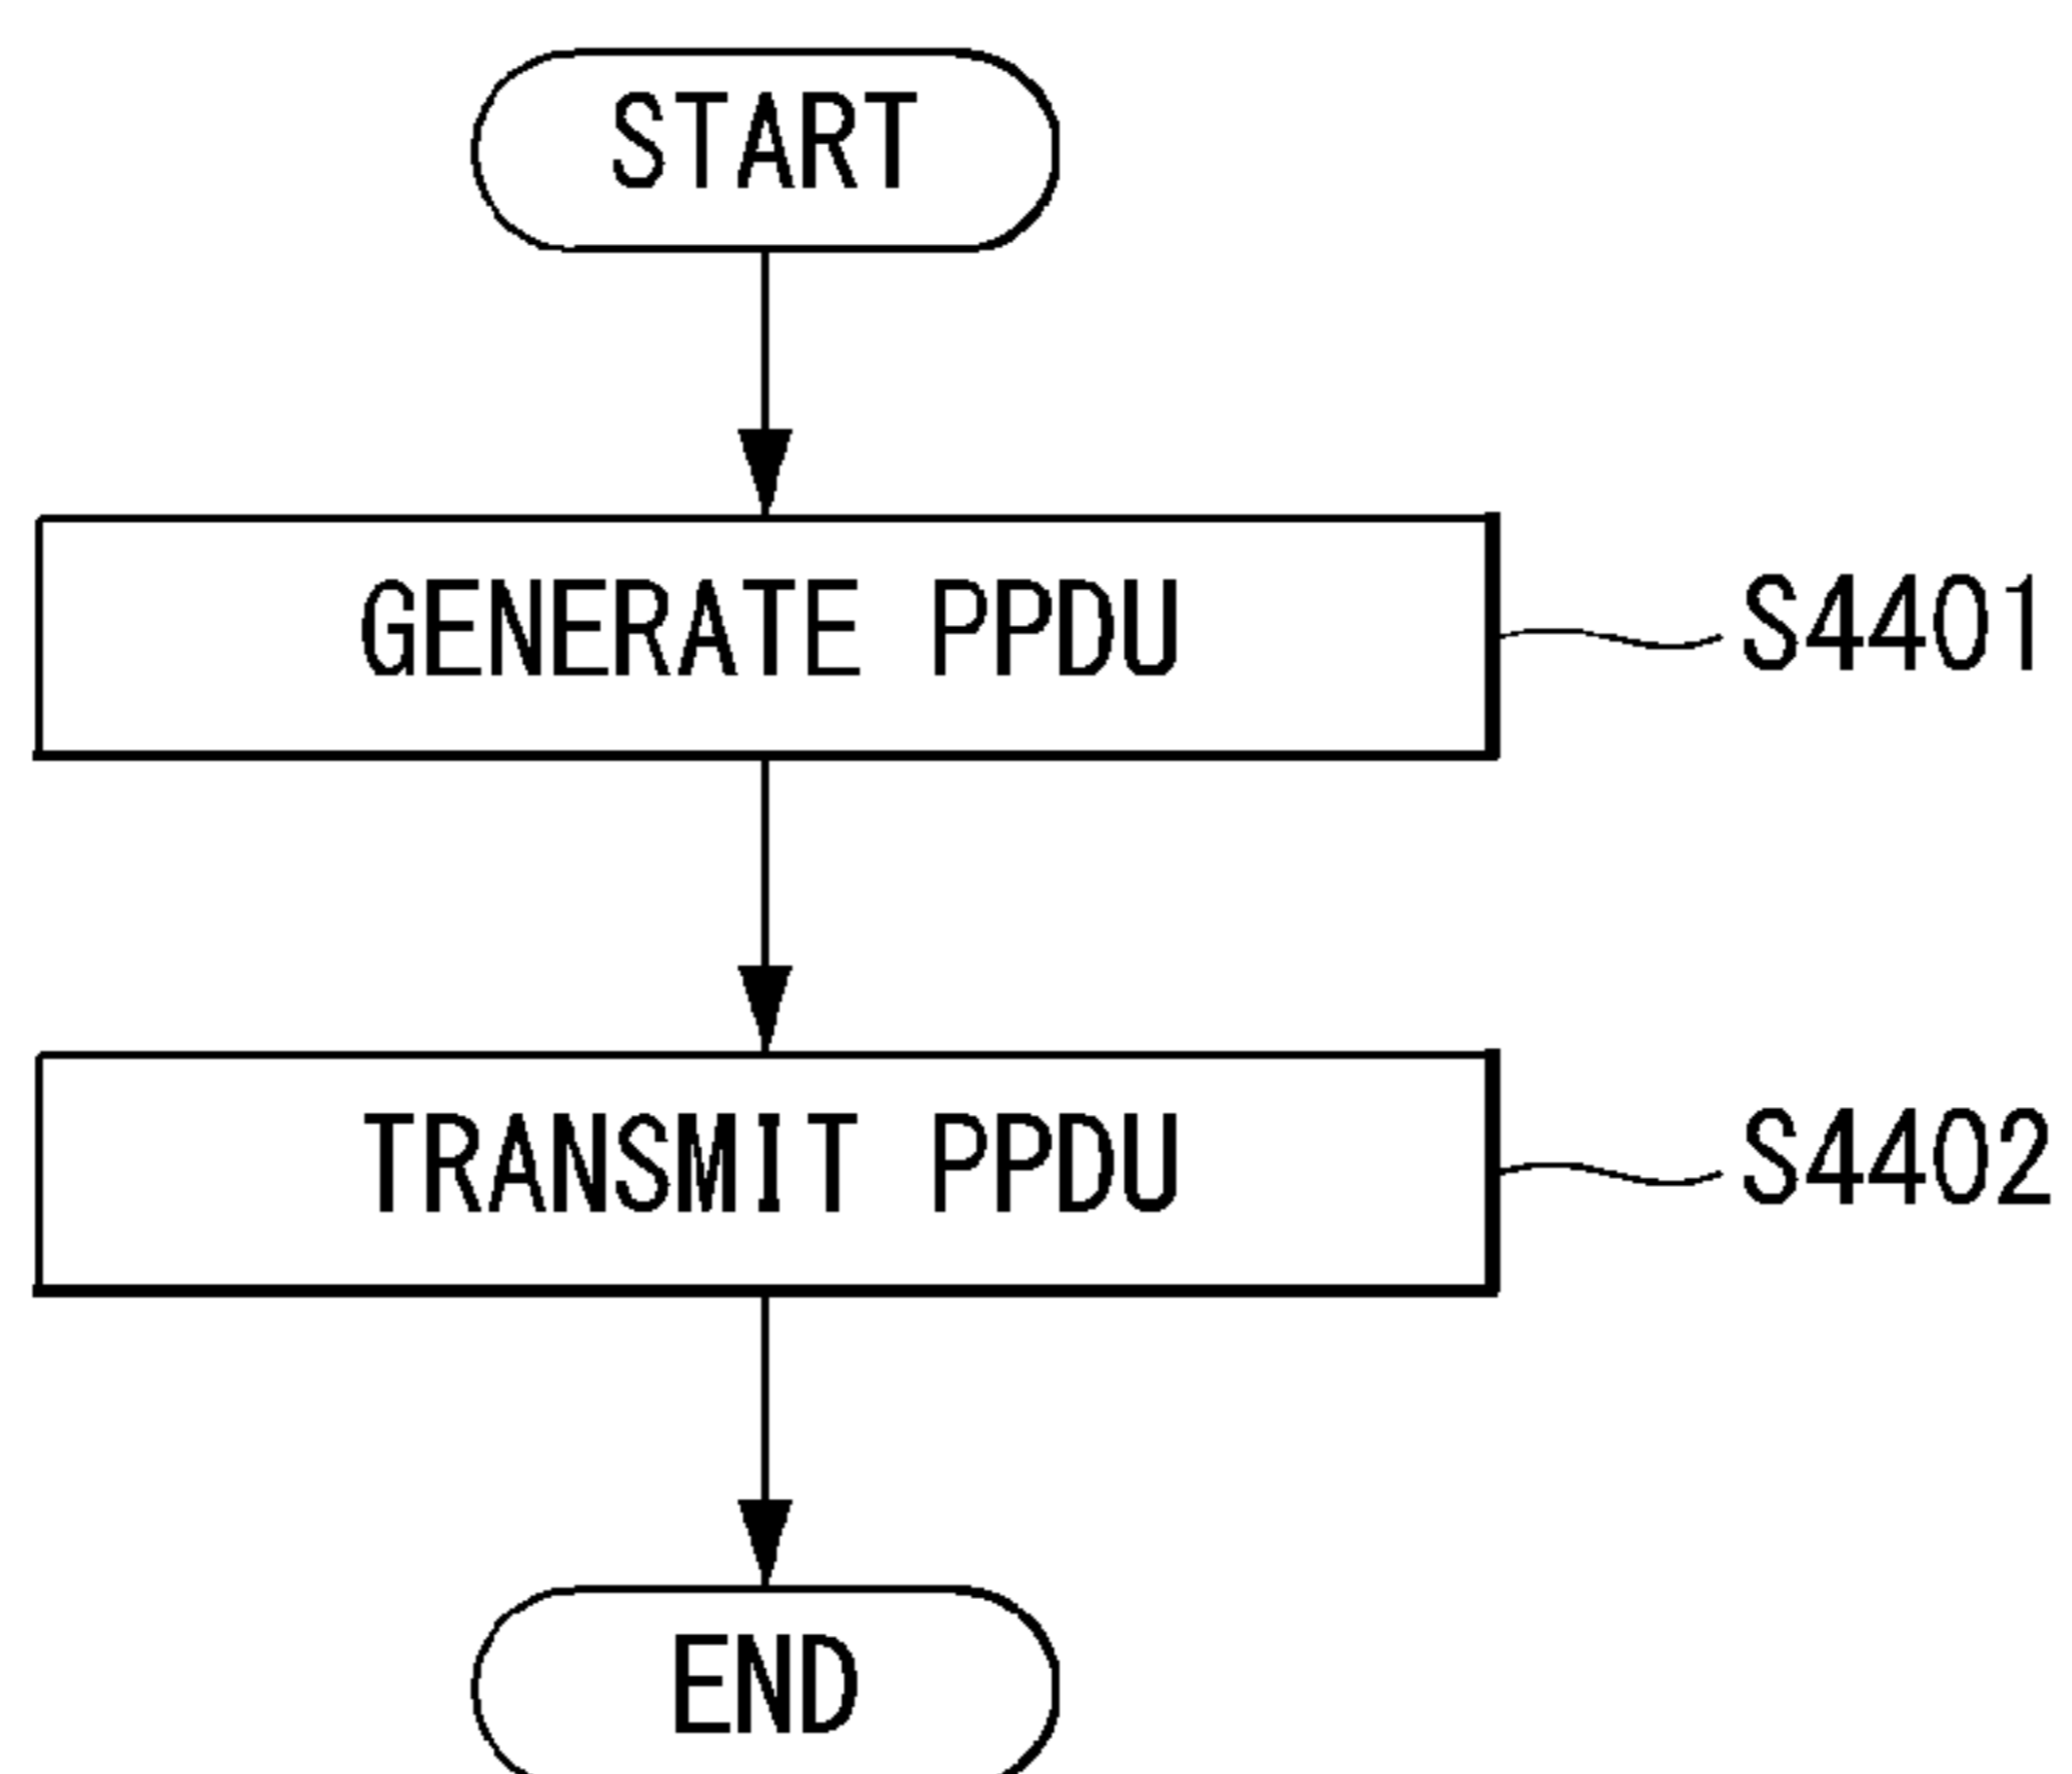 START
GENERATE PPDU
S4401
TRANSMIT PPDU
S4402
END